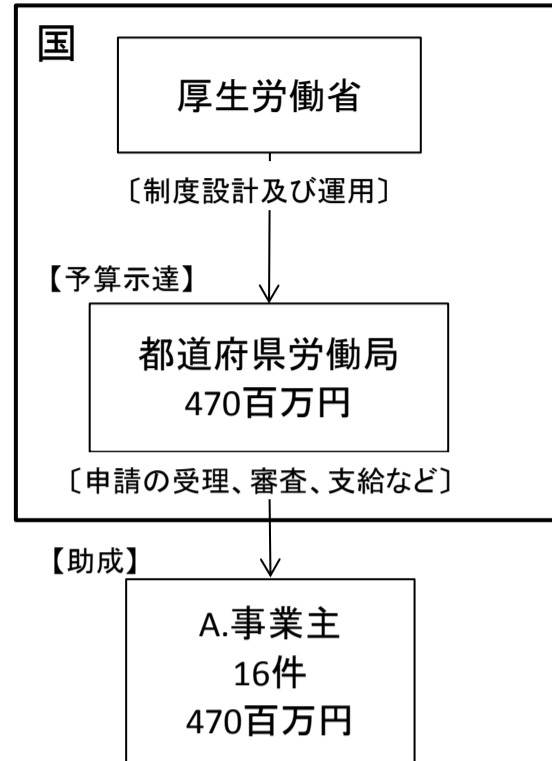 国
厚生労働省
〔制度設計及び運用〕
【予算示達】
都道府県労働局
470百万円
〔申請の受理、審査、支給など〕
【助成】
A.事業主
16件
470百万円